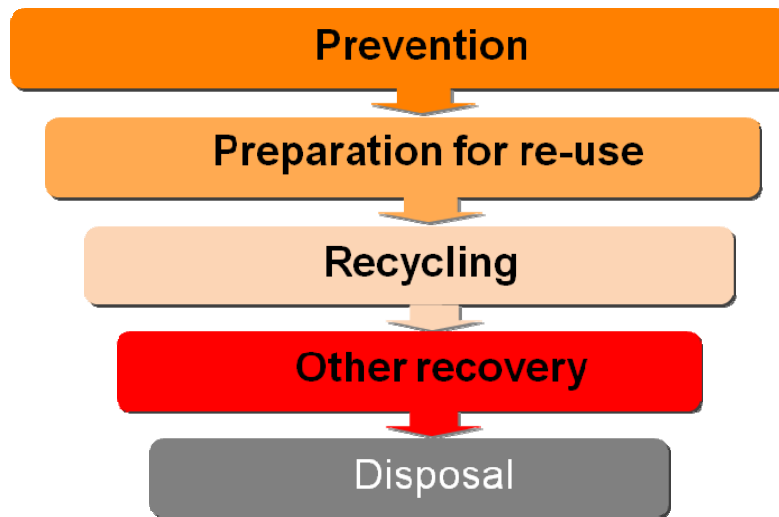 Prevention
Preparation for re-use
Recycling
Other recovery
Disposal